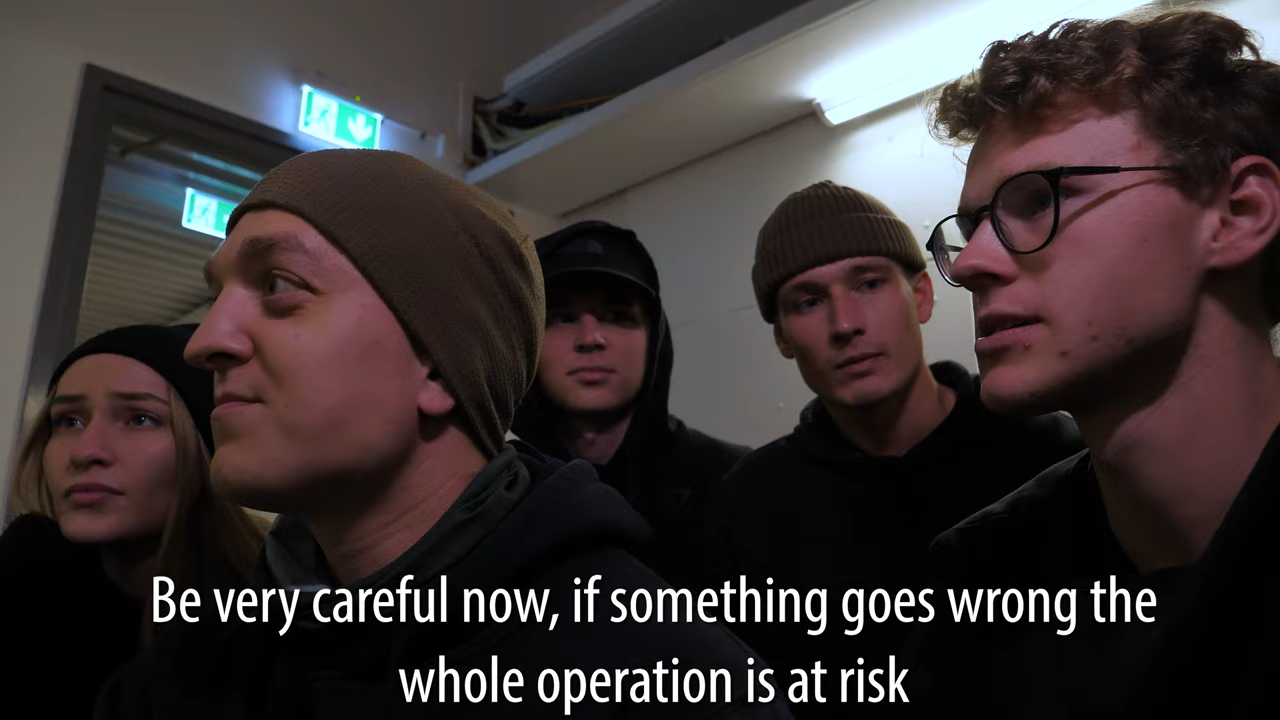 Be very careful now, if something goes wrong the
whole operation is at risk